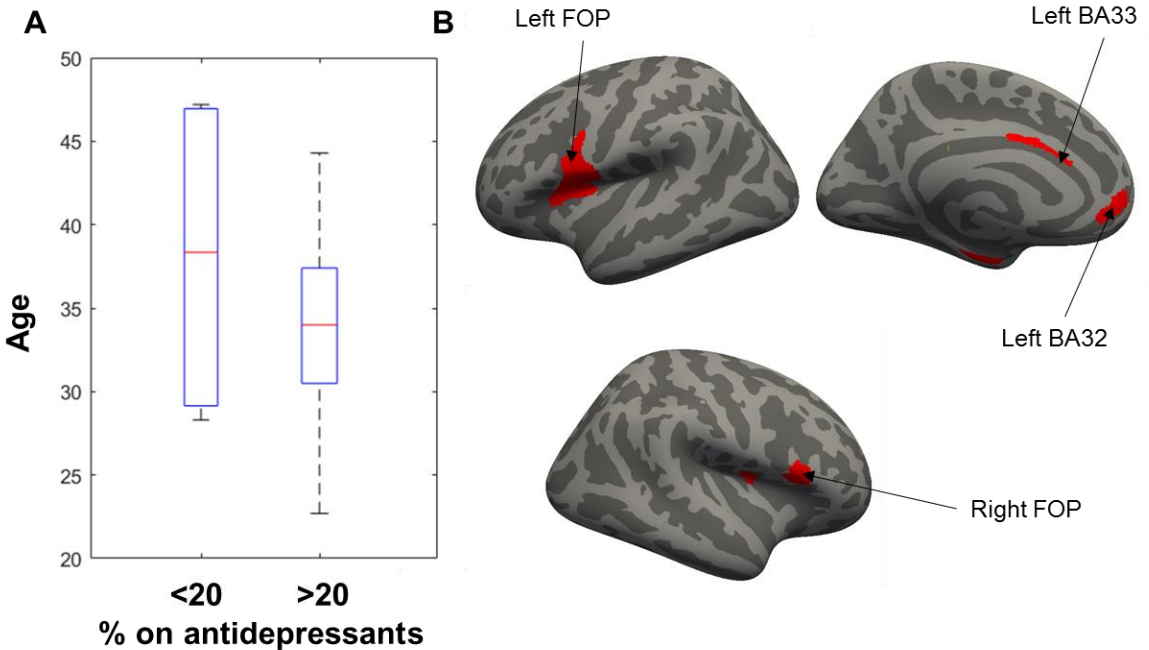 A
50
45
40
35
30
25
20
Age
<20 >20
% on antidepressants
B
Left FOP
Left BA33
Left BA32
Right FOP